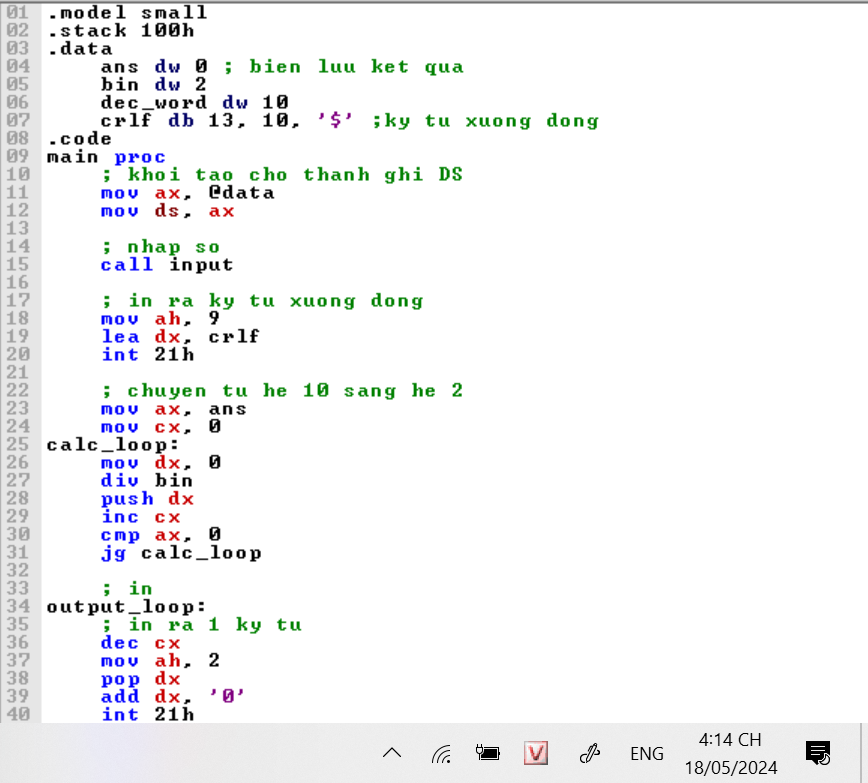 01 .model small
02 .stack 100h
03 .data
04     ans dw 0 ; bien luu ket qua
05     bin dw 2
06     dec_word dw 10
07     crlf db 13, 10, '$' ;ky tu xuong dong
08 .code
09 main proc
10     ; khoi tao cho thanh ghi DS
11     mov ax, @data
12     mov ds, ax
13
14     ; nhap so
15     call input
16
17     ; in ra ky tu xuong dong
18     mov ah, 9
19     lea dx, crlf
20     int 21h
21
22     ; chuyen tu he 10 sang he 2
23     mov ax, ans
24     mov cx, 0
25 calc_loop:
26     mov dx, 0
27     div bin
28     push dx
29     inc cx
30     cmp ax, 0
31     jg calc_loop
32
33     ; in
34 output_loop:
35     ; in ra 1 ky tu
36     dec cx
37     mov ah, 2
38     pop dx
39     add dx, '0'
40     int 21h
V
ENG
4:14 CH
18/05/2024